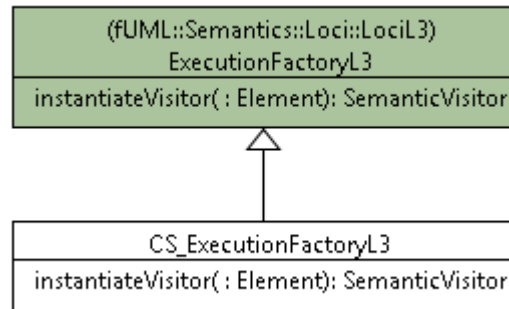 (fUML::Semantics::Loci::LociL3)
ExecutionFactoryL3
instantiateVisitor( : Element): SemanticVisitor
CS_ExecutionFactoryL3
instantiateVisitor( : Element): SemanticVisitor